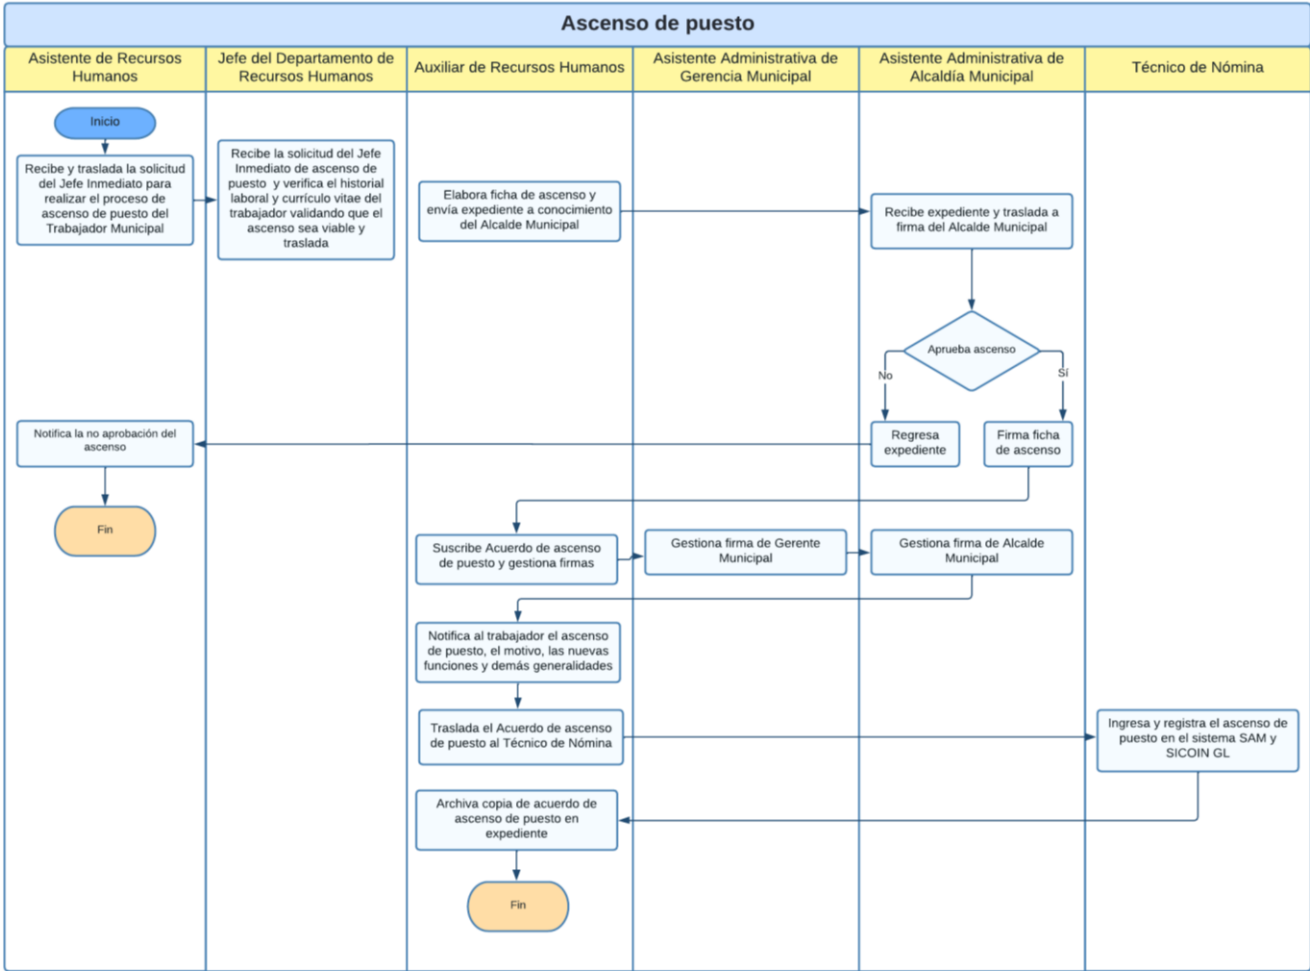 Ascenso de puesto
Asistente de Recursos
Humanos
Jefe del Departamento de
Recursos Humanos
Auxiliar de Recursos Humanos
Asistente Administrativa de
Gerencia Municipal
Asistente Administrativa de
Alcaldía Municipal
Técnico de Nómina
Inicio
Recibe y traslada la solicitud
del Jefe Inmediato para
realizar el proceso de
ascenso de puesto del
Trabajador Municipal
Recibe la solicitud del Jefe
Inmediato de ascenso de
puesto y verifica el historial
laboral y currículo vitae del
trabajador validando que el
ascenso sea viable y
traslada
Elabora ficha de ascenso y
envía expediente a conocimiento
del Alcalde Municipal
Recibe expediente y traslada a
firma del Alcalde Municipal
Aprueba ascenso
No
Sí
Regresa
expediente
Firma ficha
de ascenso
Notifica la no aprobación del
ascenso
Fin
Suscribe Acuerdo de ascenso
de puesto y gestiona firmas
Gestiona firma de Gerente
Municipal
Gestiona firma de Alcalde
Municipal
Notifica al trabajador el ascenso
de puesto, el motivo, las nuevas
funciones y demás generalidades
Traslada el Acuerdo de ascenso
de puesto al Técnico de Nómina
Ingresa y registra el ascenso de
puesto en el sistema SAM y
SICOIN GL
Archiva copia de acuerdo de
ascenso de puesto en
expediente
Fin